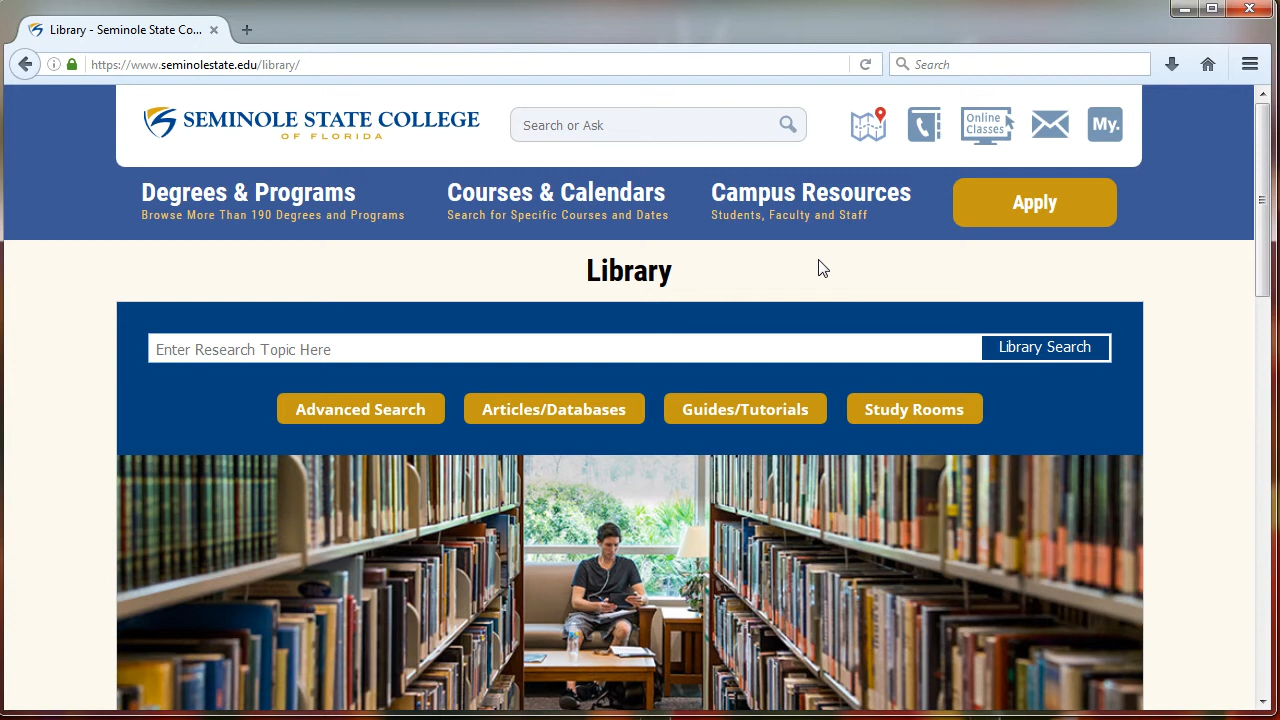 Library - Seminole State Co...
https://www.seminolestate.edu/library/
Search
SEMINOLE STATE COLLEGE
OF FLORIDA
Search or Ask
Online
Classes
My.
Degrees & Programs
Browse More Than 190 Degrees and Programs
Courses & Calendars
Search for Specific Courses and Dates
Campus Resources
Students, Faculty and Staff
Apply
Library
Enter Research Topic Here
Library Search
Advanced Search
Articles/Databases
Guides/Tutorials
Study Rooms